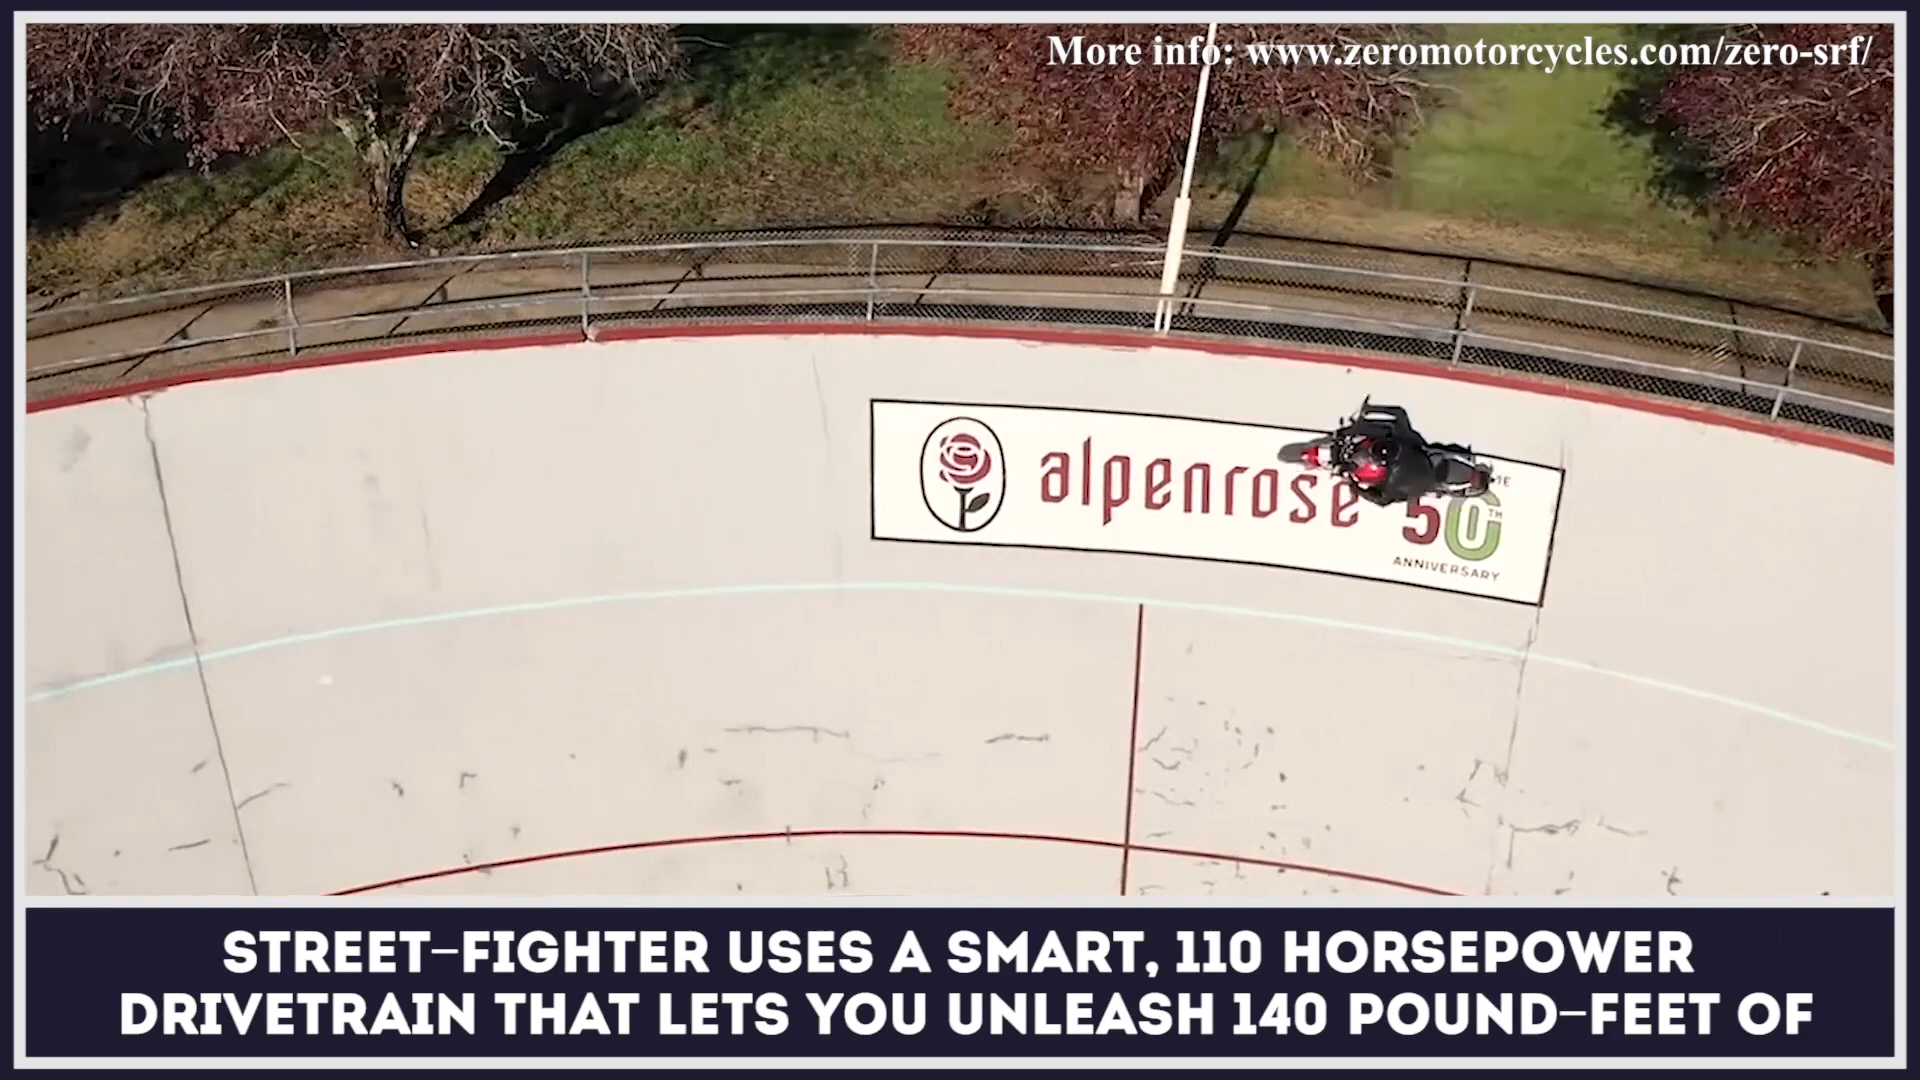 More info: www.zeromotorcycles.com/zero-srf/
alpenrose
50TH
ANNIVERSARY
STREET-FIGHTER USES A SMART, 110 HORSEPOWER
DRIVETRAIN THAT LETS YOU UNLEASH 140 POUND-FEET OF